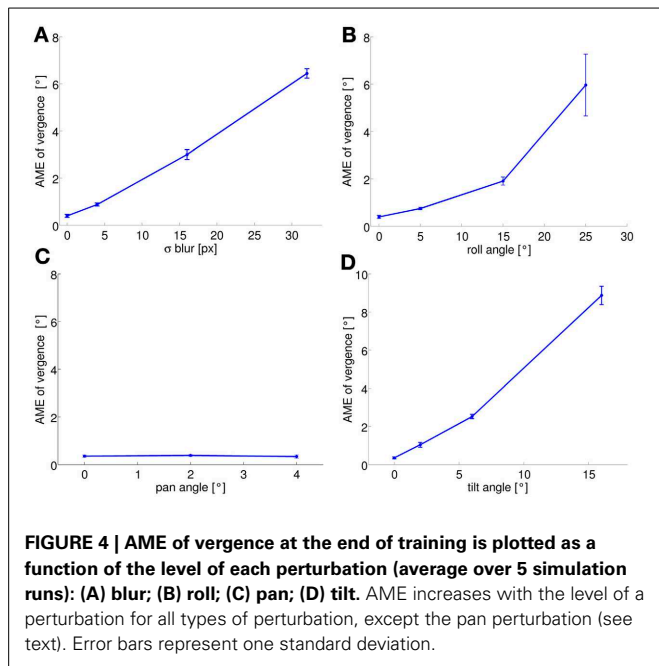 A
B
8
6
4
2
0
AME of vergence [°]
0 5 10 15 20 25 30
σ blur [px]
8
6
4
2
0
AME of vergence [°]
0 5 10 15 20 25 30
roll angle [°]
C
D
8
6
4
2
0
AME of vergence [°]
0 1 2 3 4
pan angle [°]
10
8
6
4
2
0
AME of vergence [°]
0 5 10 15
tilt angle [°]
FIGURE 4 | AME of vergence at the end of training is plotted as a
function of the level of each perturbation (average over 5 simulation
runs): (A) blur; (B) roll; (C) pan; (D) tilt. AME increases with the level of a
perturbation for all types of perturbation, except the pan perturbation (see
text). Error bars represent one standard deviation.